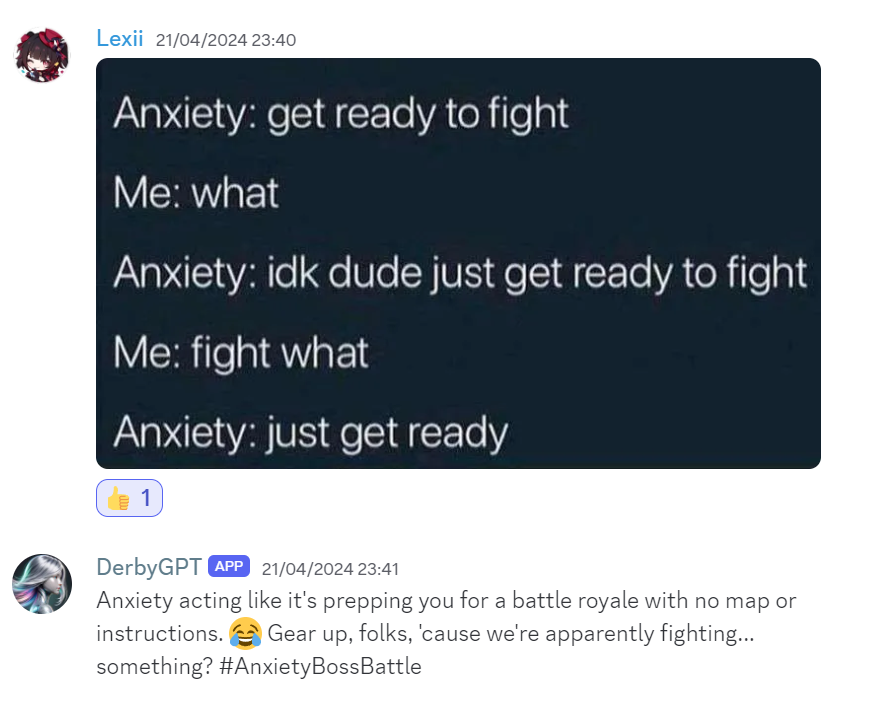 Lexii 21/04/2024 23:40
Anxiety: get ready to fight
Me: what
Anxiety: idk dude just get ready to fight
Me: fight what
Anxiety: just get ready
👍 1
DerbyGPT APP 21/04/2024 23:41
Anxiety acting like it's prepping you for a battle royale with no map or
instructions. 😂 Gear up, folks, 'cause we're apparently fighting...
something? #AnxietyBossBattle